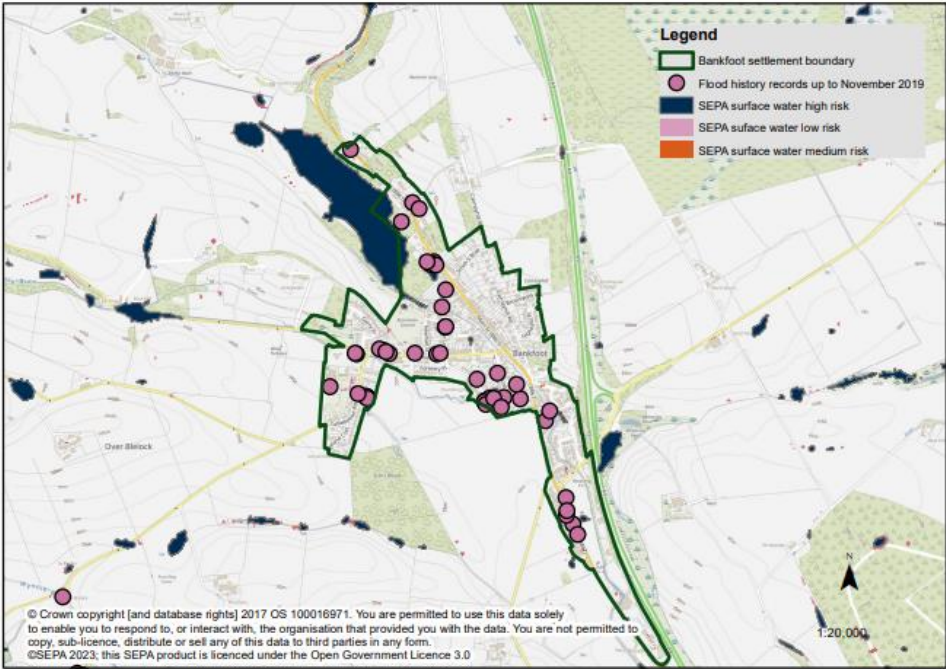 Legend
Bankfoot settlement boundary
Flood history records up to November 2019
SEPA surface water high risk
SEPA suface water low risk
SEPA surface water medium risk
Bankfoot
Over Blelock
N
1:20,000
© Crown copyright [and database rights] 2017 OS 100016971. You are permitted to use this data solely
to enable you to respond to, or interact with, the organisation that provided you with the data. You are not permitted to
copy, sub-licence, distribute or sell any of this data to third parties in any form.
©SEPA 2023; this SEPA product is licenced under the Open Government Licence 3.0